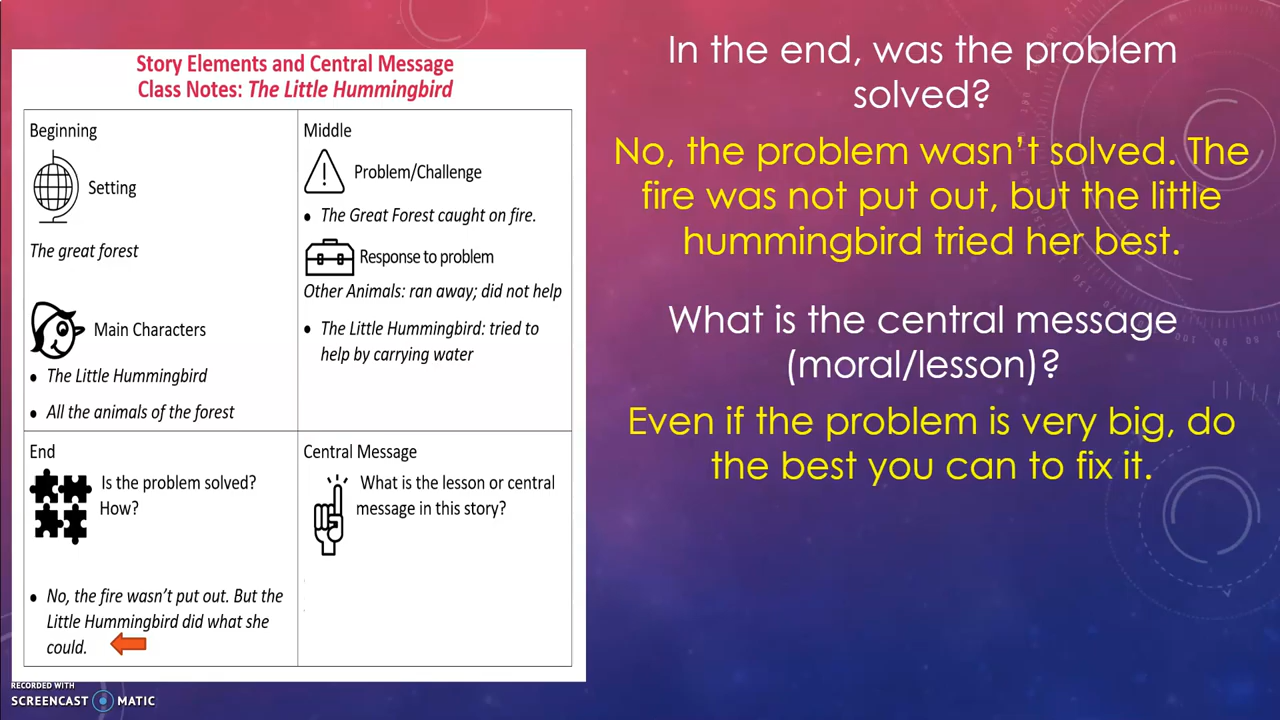 Story Elements and Central Message
Class Notes: The Little Hummingbird
Beginning
Setting
The great forest
Main Characters
• The Little Hummingbird
• All the animals of the forest
Middle
Problem/Challenge
• The Great Forest caught on fire.
Response to problem
Other Animals: ran away; did not help
• The Little Hummingbird: tried to
help by carrying water
End
Is the problem solved?
How?
• No, the fire wasn't put out. But the
Little Hummingbird did what she
could.
Central Message
What is the lesson or central
message in this story?
In the end, was the problem
solved?
No, the problem wasn't solved. The
fire was not put out, but the little
hummingbird tried her best.
What is the central message
(moral/lesson)?
Even if the problem is very big, do
the best you can to fix it.
RECORDED WITH
SCREENCAST MATIC